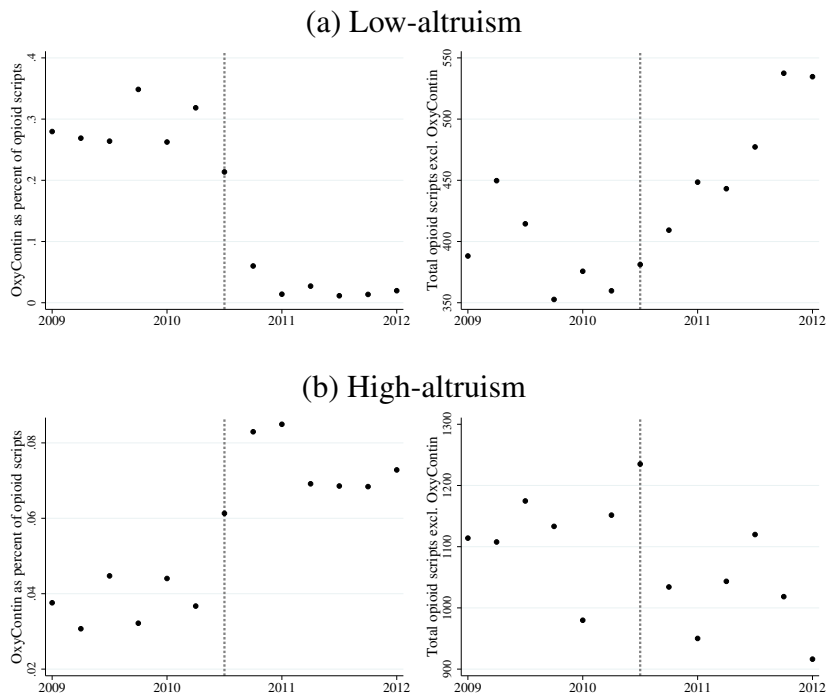 (a) Low-altruism
OxyContin as percent of opioid scripts
.4
.3
.2
.1
0
2009 2010 2011 2012
Total opioid scripts excl. OxyContin
550
500
450
400
350
2009 2010 2011 2012
(b) High-altruism
OxyContin as percent of opioid scripts
.08
.06
.04
.02
2009 2010 2011 2012
Total opioid scripts excl. OxyContin
1300
1200
1100
1000
900
2009 2010 2011 2012